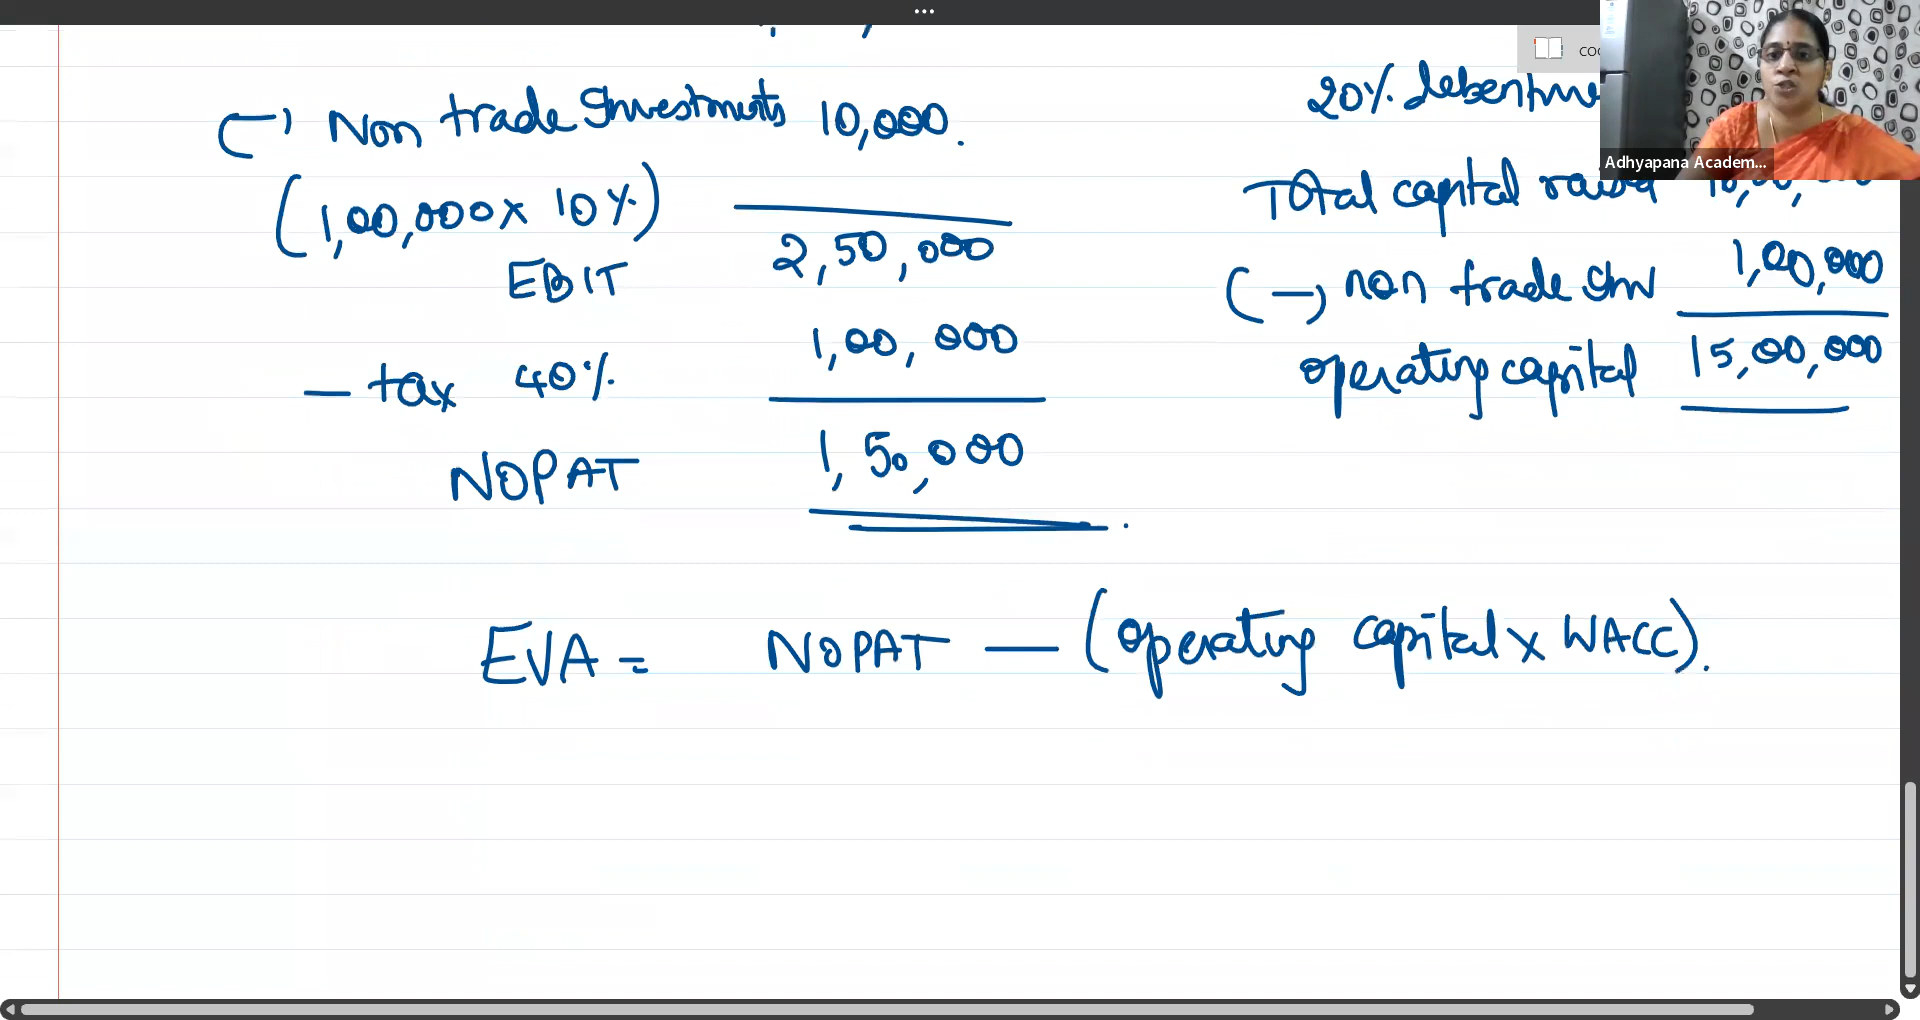 (-) Non trade Investments 10,000.
(1,00,000 x 10%)
EBIT 2,50,000
- tax 40% 1,00,000
NOPAT 1,50,000
20%
Total capital raised
(-) non trade Inv 1,00,000
operating capital 15,00,000
EVA = NOPAT - (operating capital x WACC).
Adhyapana Academ...